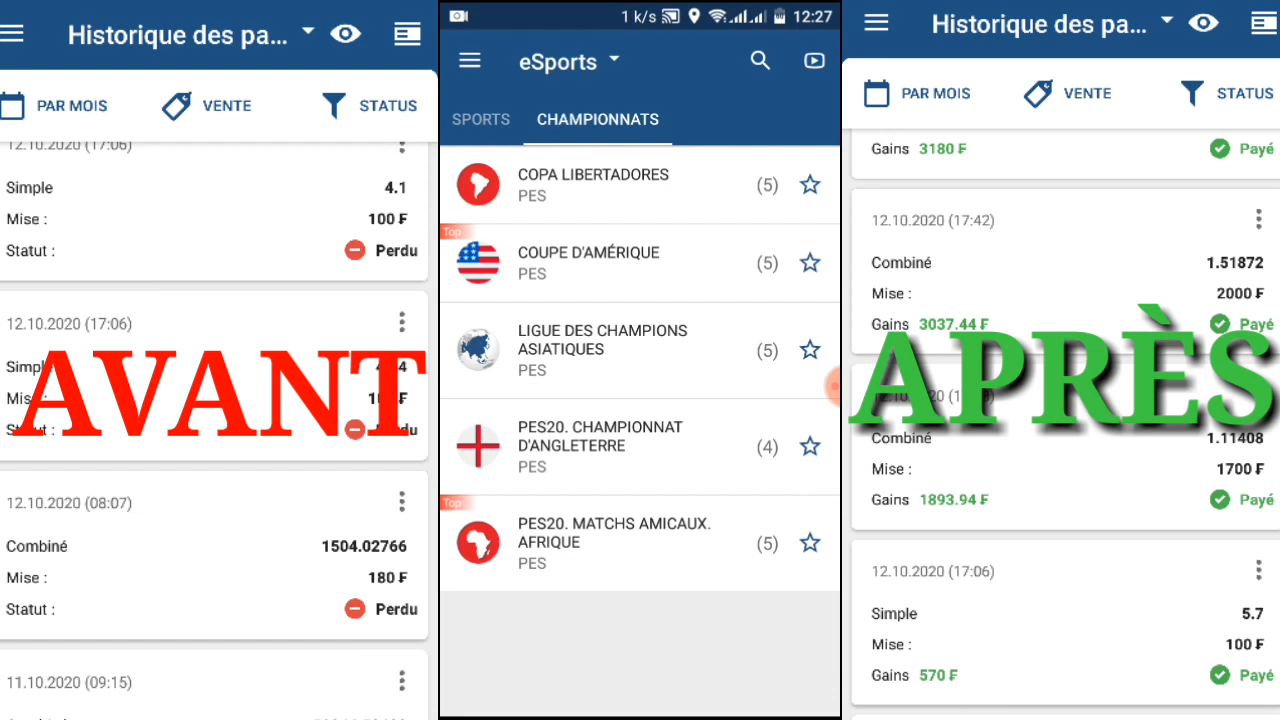 Historique des pa...
PAR MOIS
VENTE
STATUS
12.10.2020 (17:06)
Simple
4.1
Mise :
100 ₣
Statut :
Perdu
12.10.2020 (17:06)
AVANT
12.10.2020 (08:07)
Combiné
1504.02766
Mise :
180 ₣
Statut :
Perdu
11.10.2020 (09:15)
1 k/s
12:27
eSports
SPORTS
CHAMPIONNATS
COPA LIBERTADORES
(5)
PES
Top
COUPE D'AMÉRIQUE
(5)
PES
LIGUE DES CHAMPIONS
ASIATIQUES
(5)
PES
PES20. CHAMPIONNAT
D'ANGLETERRE
(4)
PES
Top
PES20. MATCHS AMICAUX.
AFRIQUE
(5)
PES
Historique des pa...
PAR MOIS
VENTE
STATUS
Gains 3180 ₣
Payé
12.10.2020 (17:42)
Combiné
1.51872
Mise :
2000 ₣
Gains 3037.44 ₣
Payé
APRÈS
Combiné
1.11408
Mise :
1700 ₣
Gains 1893.94 ₣
Payé
12.10.2020 (17:06)
Simple
5.7
Mise :
100 ₣
Gains 570 ₣
Payé